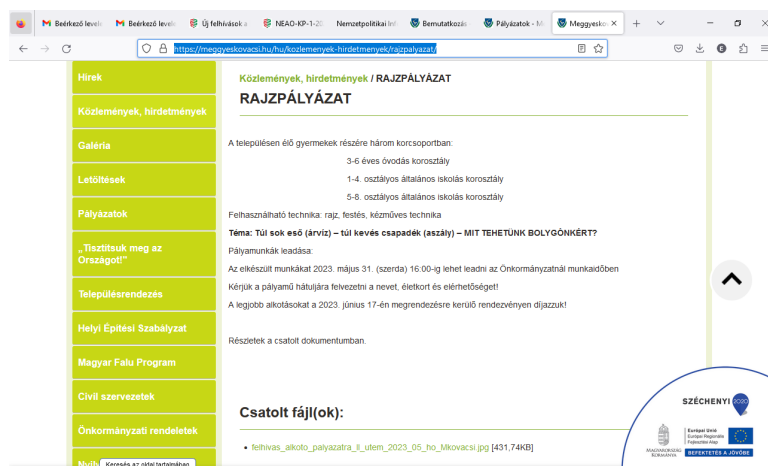 Beérkező levele
Beérkező levele
Új felhívások a
NEAO-KP-1-20
Nemzetpolitikai Inf
Bemutatkozás
Pályázatok - M
Meggyesko
https://meggyeskovacsi.hu/hu/kozlemenyek-hirdetmenyek/rajzpalyazat/
Hírek
Közlemények, hirdetmények
Galéria
Letöltések
Pályázatok
„Tisztítsuk meg az
Országot!"
Településrendezés
Helyi Építési Szabályzat
Magyar Falu Program
Civil szervezetek
Önkormányzati rendeletek
Keresés az oldal tartalmában
Közlemények, hirdetmények / RAJZPÁLYÁZAT
RAJZPÁLYÁZAT
A településen élő gyermekek részére három korcsoportban:
3-6 éves óvodás korosztály
1-4. osztályos általános iskolás korosztály
5-8. osztályos általános iskolás korosztály
Felhasználható technika: rajz, festés, kézműves technika
Téma: Túl sok eső (árvíz) – túl kevés csapadék (aszály) – MIT TEHETÜNK BOLYGÓNKÉRT?
Pályamunkák leadása:
Az elkészült munkákat 2023. május 31. (szerda) 16:00-ig lehet leadni az Önkormányzatnál munkaidőben
Kérjük a pályamű hátuljára felvezetni a nevet, életkort és elérhetőséget!
A legjobb alkotásokat a 2023. június 17-én megrendezésre kerülő rendezvényen díjazzuk!
Részletek a csatolt dokumentumban.
Csatolt fájl(ok):
felhivas_alkoto_palyazatra_II_utem_2023_05_ho_Mkovacsi.jpg [431,74KB]
SZÉCHENYI 2020
Európai Unió
Európai Regionális
Fejlesztési Alap
MAGYARORSZÁG
KORMÁNYA
BEFEKTETÉS A JÖVŐBE